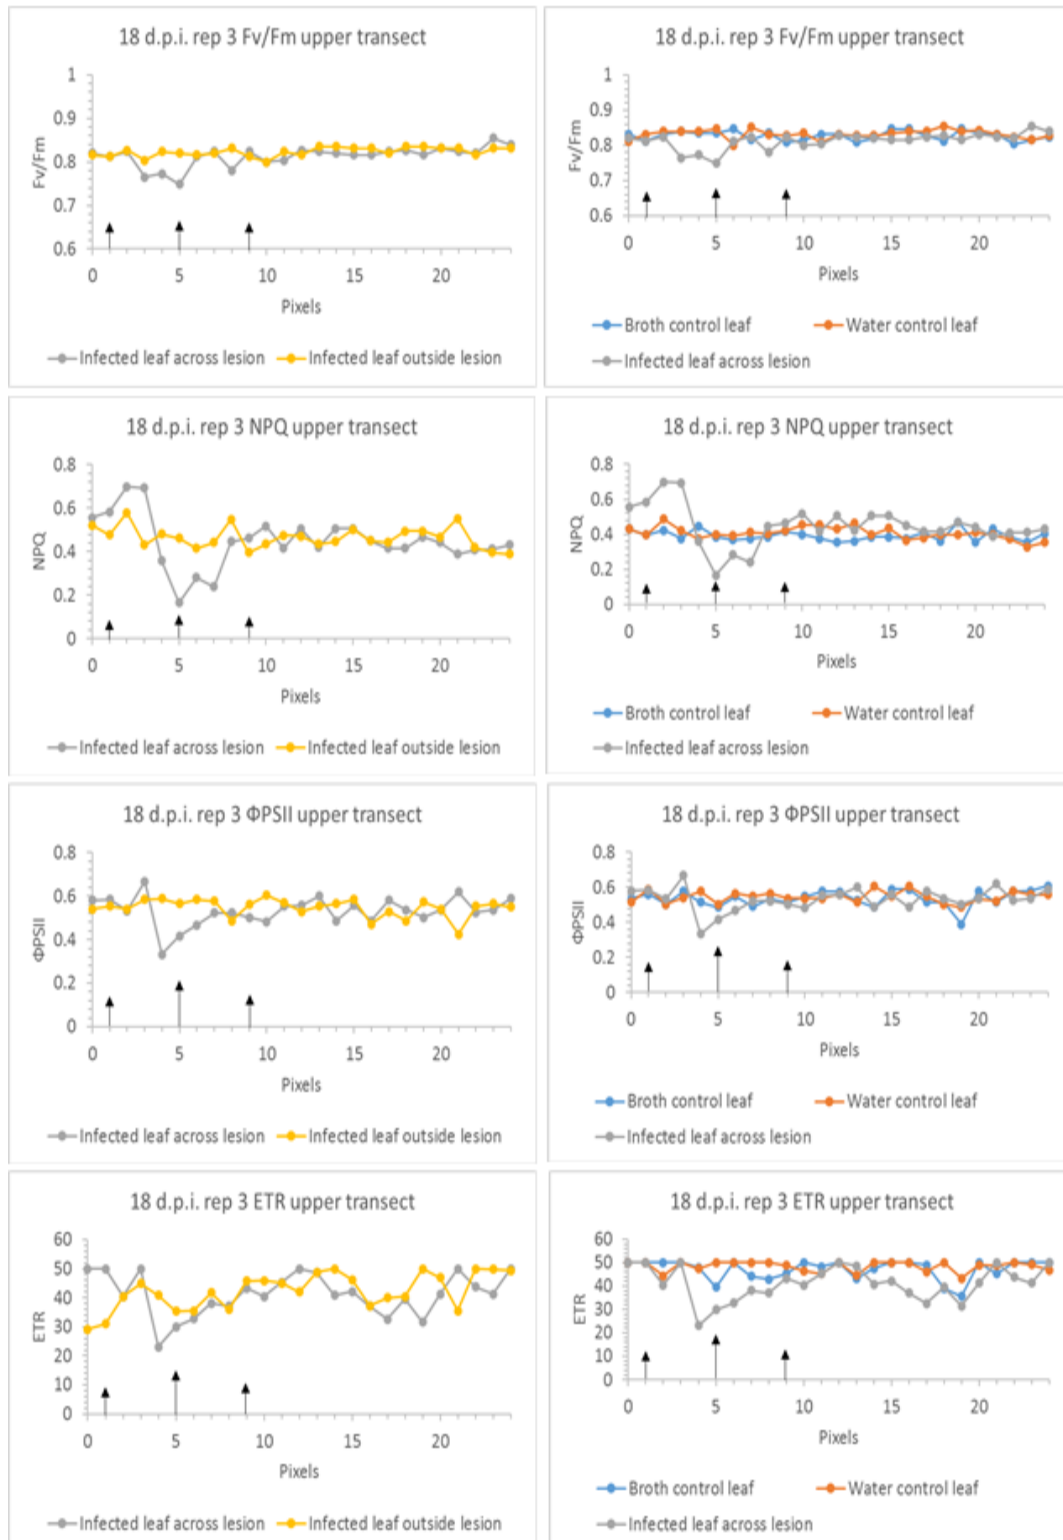 18 d.p.i. rep 3 Fv/Fm upper transect
1
0.9
0.8
0.7
0.6
Fv/Fm
0 5 10 15 20
Pixels
Infected leaf across lesion Infected leaf outside lesion
18 d.p.i. rep 3 Fv/Fm upper transect
1
0.9
0.8
0.7
0.6
Fv/Fm
0 5 10 15 20
Pixels
Broth control leaf Water control leaf
Infected leaf across lesion
18 d.p.i. rep 3 NPQ upper transect
0.8
0.6
0.4
0.2
0
NPQ
0 5 10 15 20
Pixels
Infected leaf across lesion Infected leaf outside lesion
18 d.p.i. rep 3 NPQ upper transect
0.8
0.6
0.4
0.2
0
NPQ
0 5 10 15 20
Pixels
Broth control leaf Water control leaf
Infected leaf across lesion
18 d.p.i. rep 3 ΦPSII upper transect
0.8
0.6
0.4
0.2
0
ΦPSII
0 5 10 15 20
Pixels
Infected leaf across lesion Infected leaf outside lesion
18 d.p.i. rep 3 ΦPSII upper transect
0.8
0.6
0.4
0.2
0
ΦPSII
0 5 10 15 20
Pixels
Broth control leaf Water control leaf
Infected leaf across lesion
18 d.p.i. rep 3 ETR upper transect
60
50
40
30
20
10
0
ETR
0 5 10 15 20
Pixels
Infected leaf across lesion Infected leaf outside lesion
18 d.p.i. rep 3 ETR upper transect
60
50
40
30
20
10
0
ETR
0 5 10 15 20
Pixels
Broth control leaf Water control leaf
Infected leaf across lesion